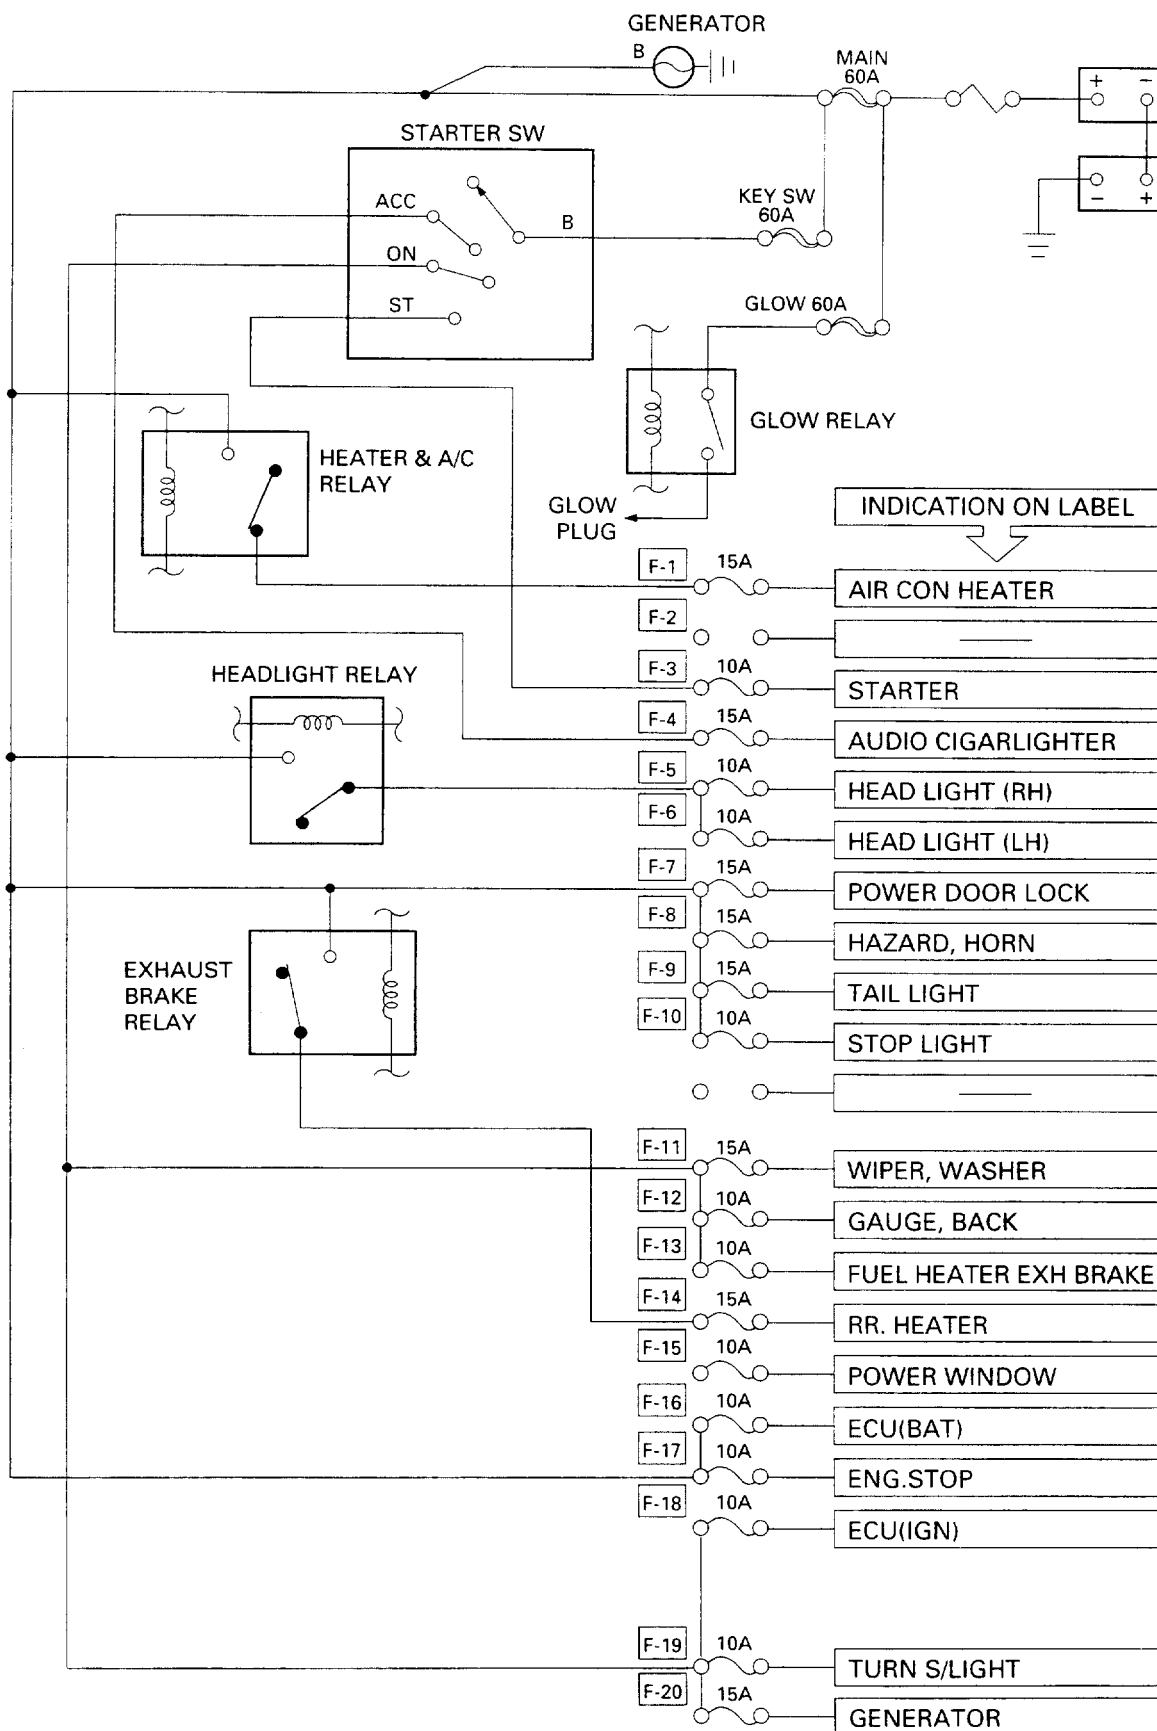 GENERATOR
B
MAIN
60A
+ −
− +
STARTER SW
ACC
ON
ST
B
KEY SW
60A
GLOW 60A
GLOW RELAY
HEATER & A/C
RELAY
GLOW
PLUG
INDICATION ON LABEL
F-1 15A AIR CON HEATER
F-2
F-3 10A STARTER
HEADLIGHT RELAY
F-4 15A AUDIO CIGARLIGHTER
F-5 10A HEAD LIGHT (RH)
F-6 10A HEAD LIGHT (LH)
F-7 15A POWER DOOR LOCK
F-8 15A HAZARD, HORN
EXHAUST
BRAKE
RELAY
F-9 15A TAIL LIGHT
F-10 10A STOP LIGHT
F-11 15A WIPER, WASHER
F-12 10A GAUGE, BACK
F-13 10A FUEL HEATER EXH BRAKE
F-14 15A RR. HEATER
F-15 10A POWER WINDOW
F-16 10A ECU(BAT)
F-17 10A ENG.STOP
F-18 10A ECU(IGN)
F-19 10A TURN S/LIGHT
F-20 15A GENERATOR